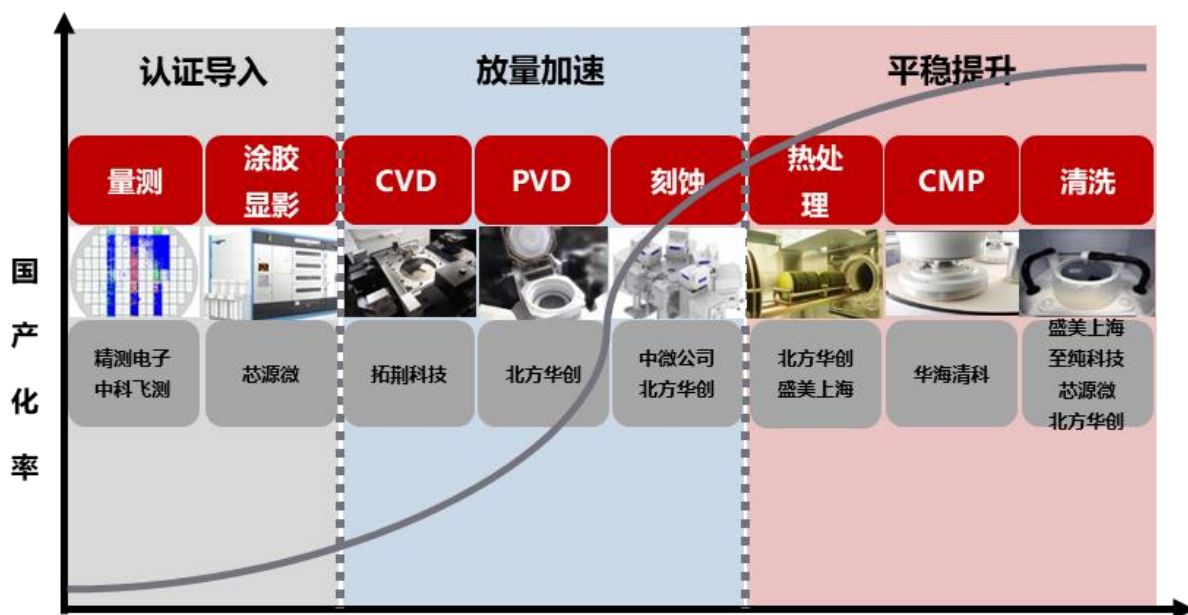 认证导入
放量加速
平稳提升
量测
涂胶
显影
CVD
PVD
刻蚀
热处
理
CMP
清洗
国
产
化
率
精测电子
中科飞测
芯源微
拓荆科技
北方华创
中微公司
北方华创
北方华创
盛美上海
华海清科
盛美上海
至纯科技
芯源微
北方华创